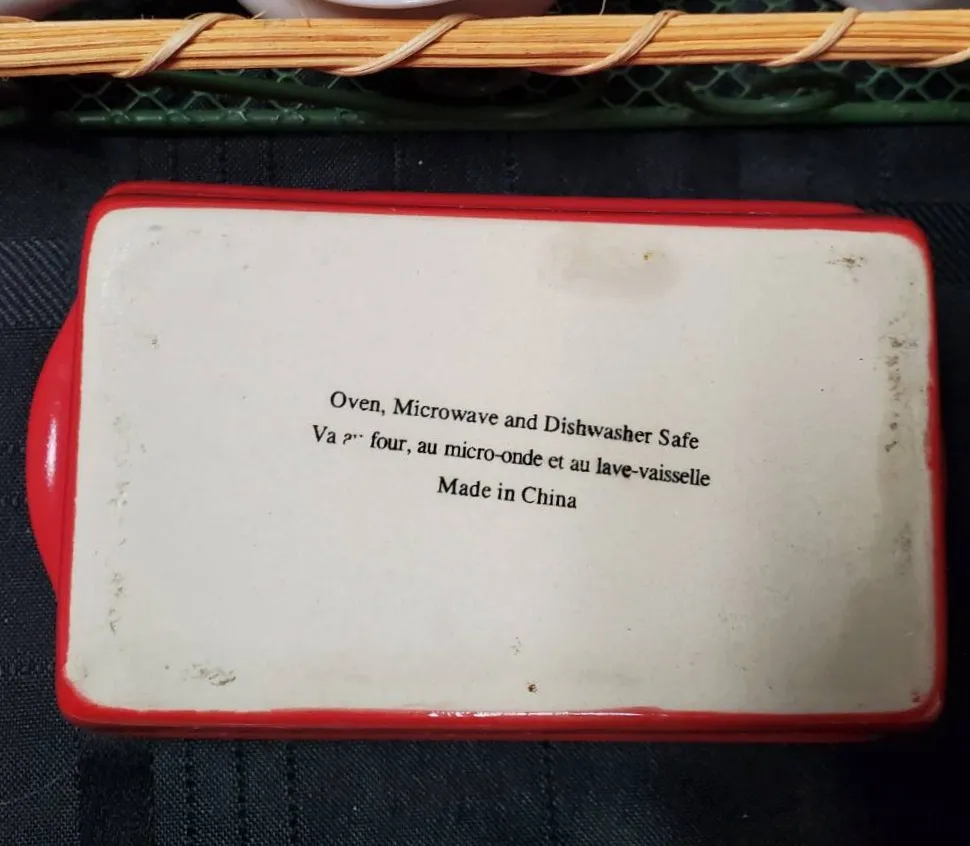 Oven, Microwave and Dishwasher Safe
Va four, au micro-onde et au lave-vaisselle
Made in China